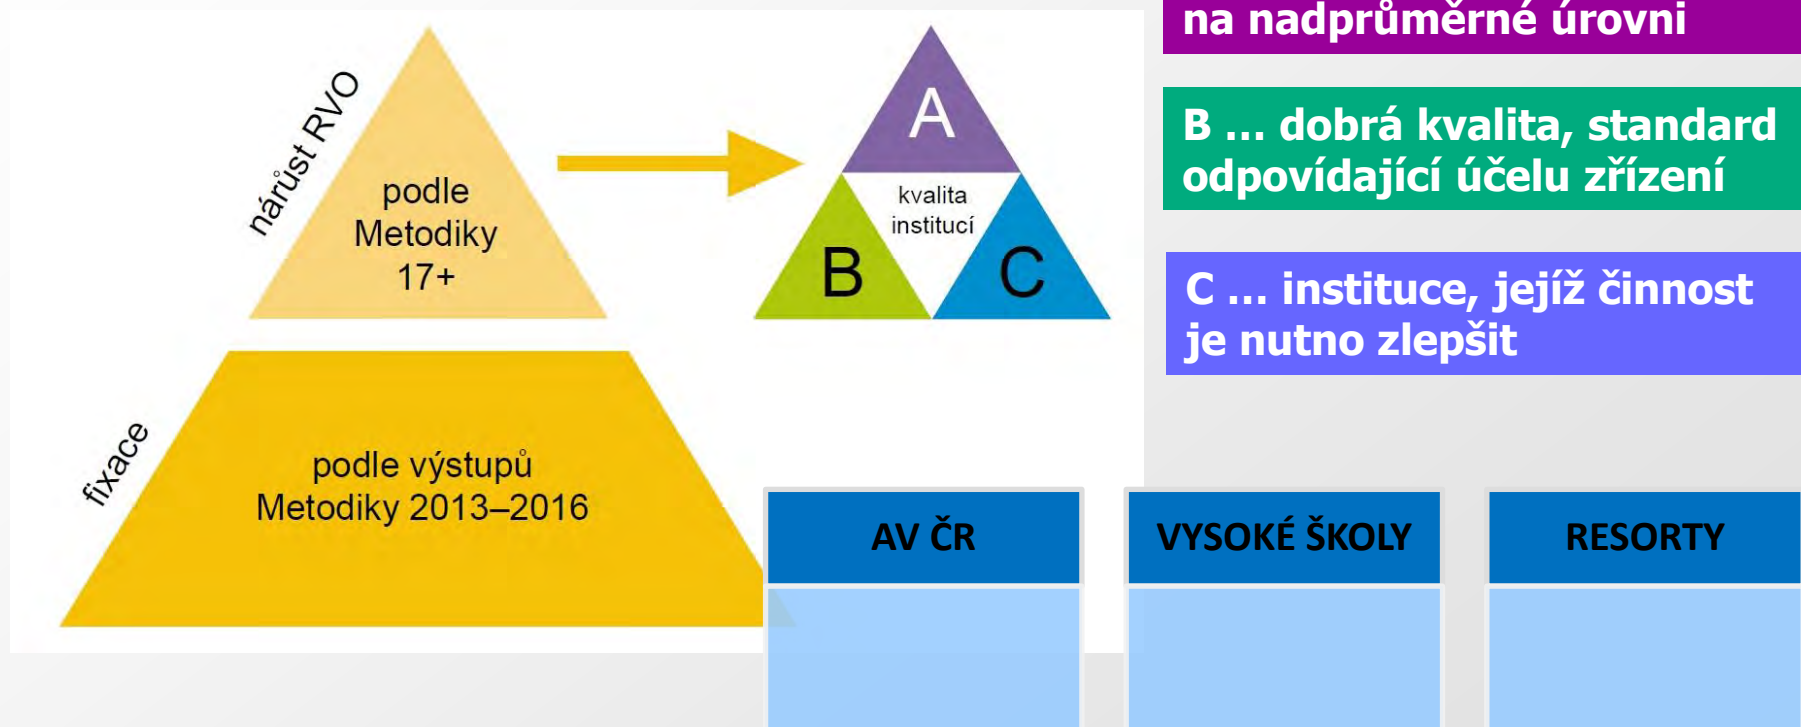 nárůst RVO
podle
Metodiky
17+
fixace
podle výstupů
Metodiky 2013–2016
A
kvalita
institucí
B
C
na nadprůměrné úrovni
B ... dobrá kvalita, standard
odpovídající účelu zřízení
C ... instituce, jejíž činnost
je nutno zlepšit
AV ČR
VYSOKÉ ŠKOLY
RESORTY